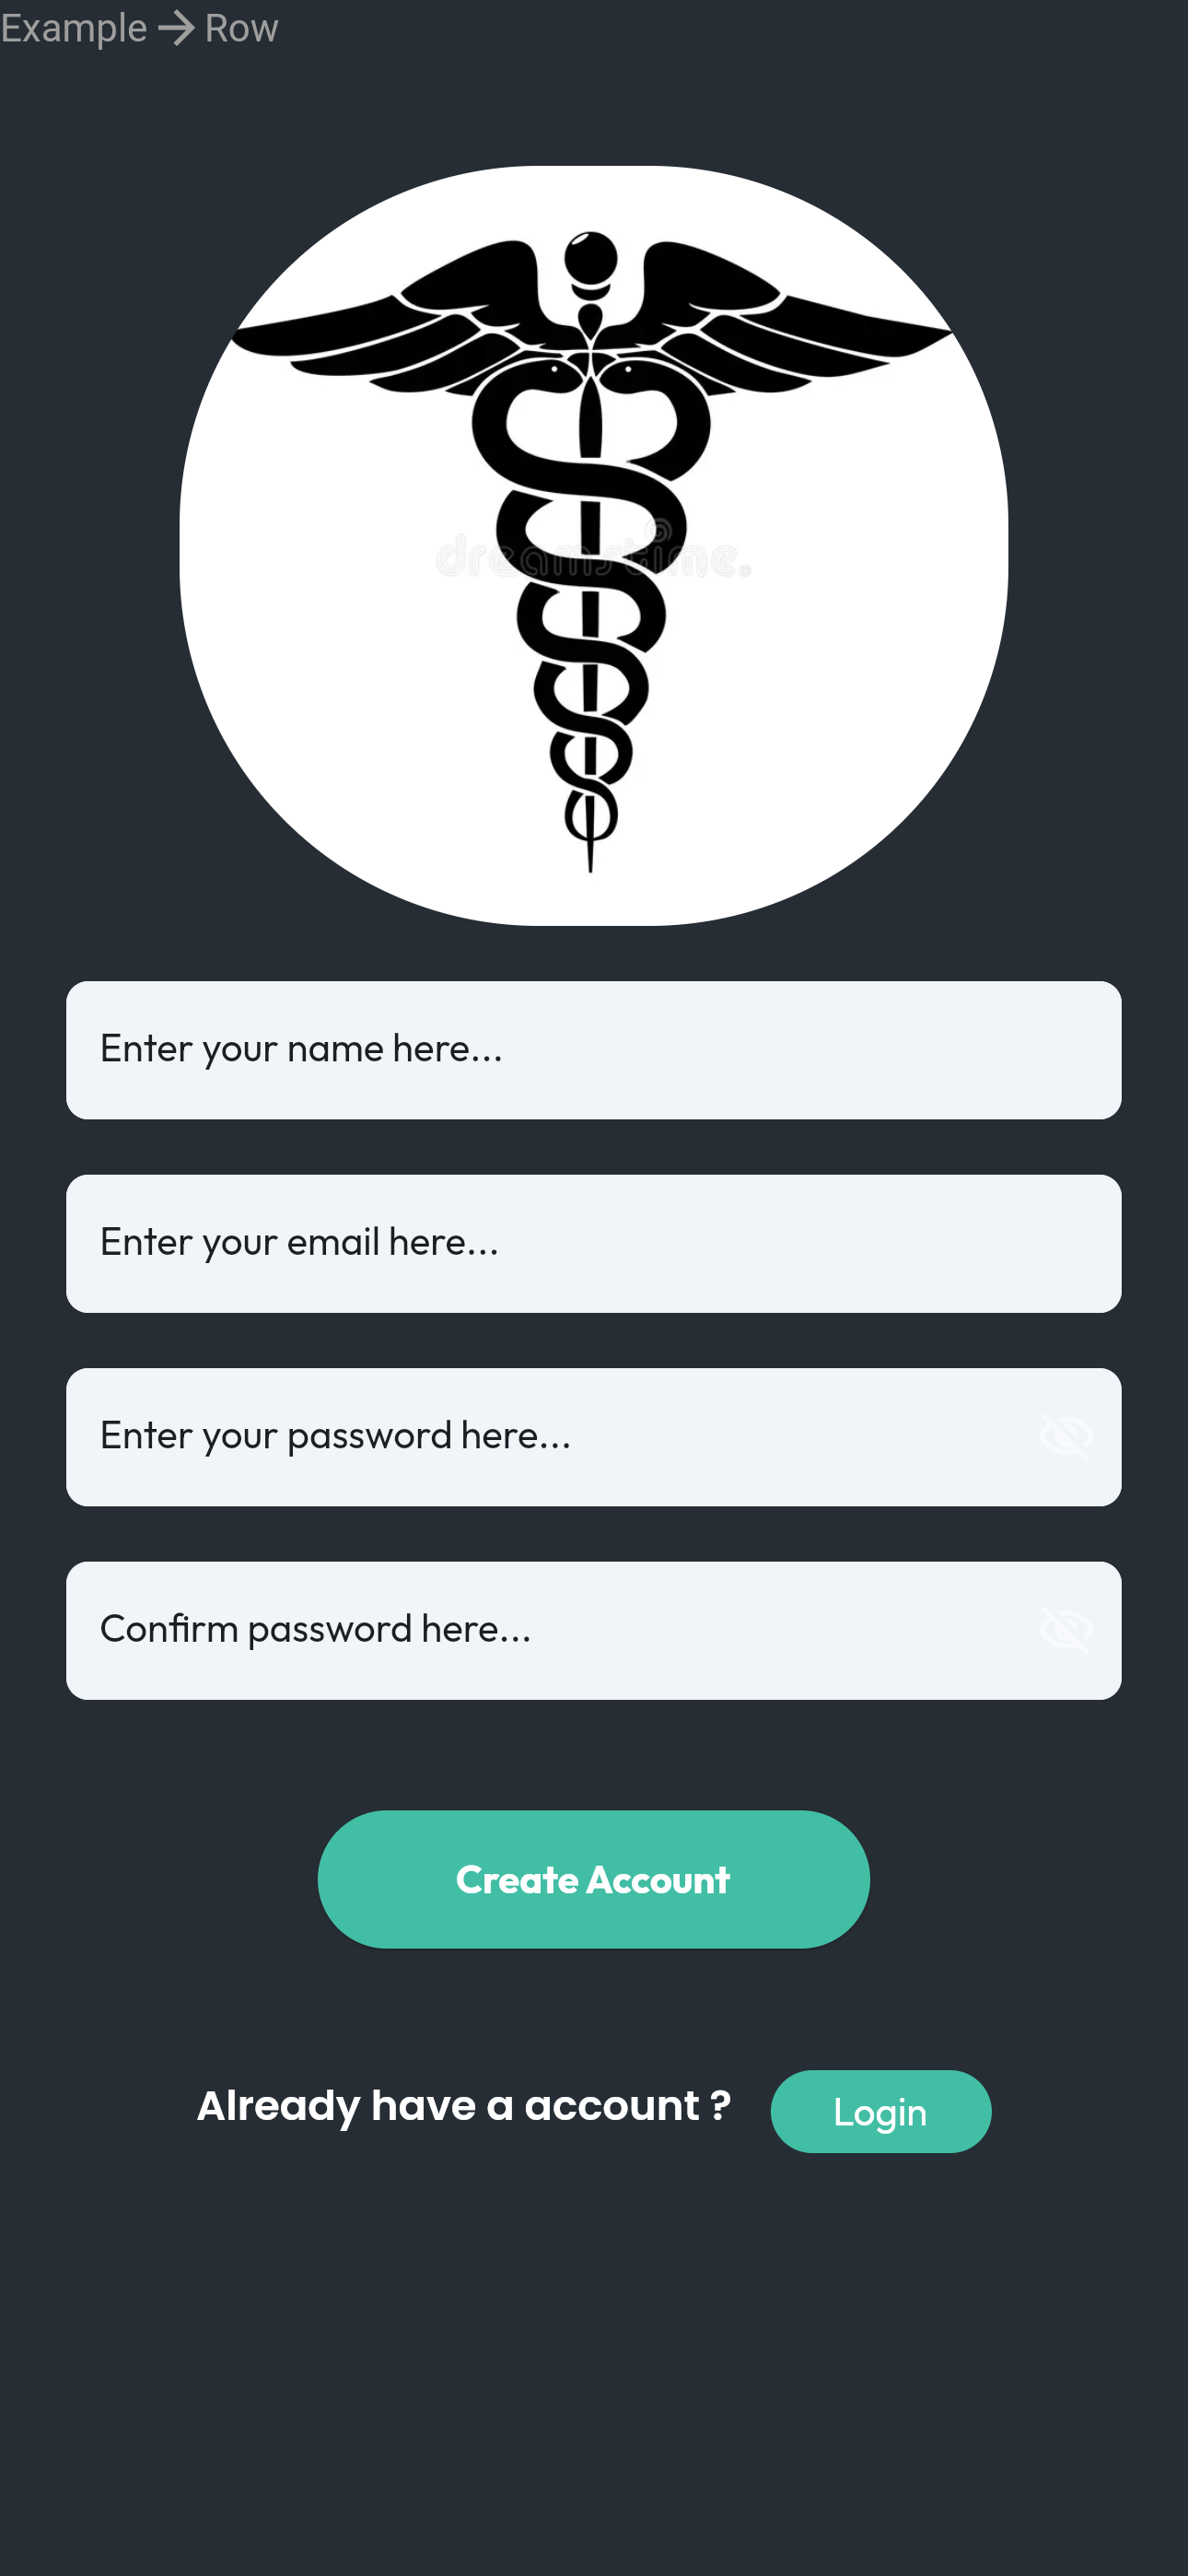 Example → Row
dreamstime.
Enter your name here...
Enter your email here...
Enter your password here...
Confirm password here...
Create Account
Already have a account ?
Login